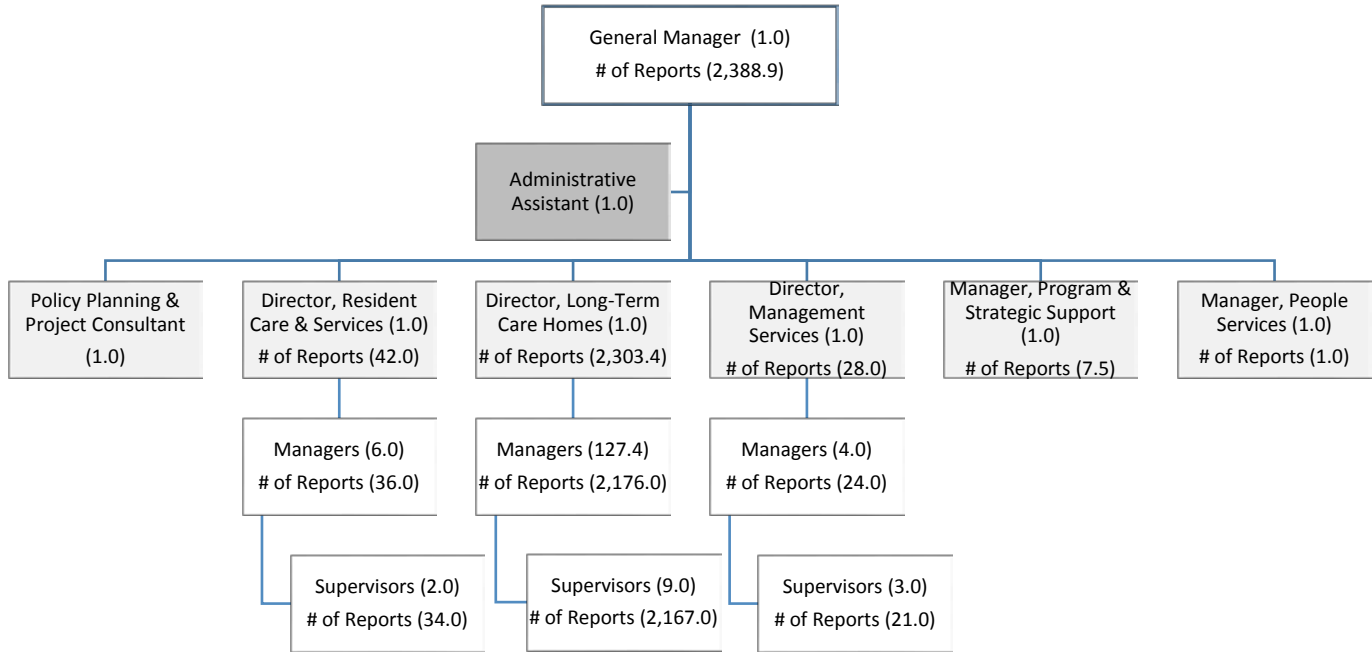 General Manager  (1.0)
# of Reports (2,388.9)
Administrative
Assistant (1.0)
Policy Planning &
Project Consultant
(1.0)
Director, Resident
Care & Services (1.0)
# of Reports (42.0)
Director, Long-Term
Care Homes (1.0)
# of Reports (2,303.4)
Director,
Management
Services (1.0)
# of Reports (28.0)
Manager, Program &
Strategic Support
(1.0)
# of Reports (7.5)
Manager, People
Services (1.0)
# of Reports (1.0)
Managers (6.0)
# of Reports (36.0)
Managers (127.4)
# of Reports (2,176.0)
Managers (4.0)
# of Reports (24.0)
Supervisors (2.0)
# of Reports (34.0)
Supervisors (9.0)
# of Reports (2,167.0)
Supervisors (3.0)
# of Reports (21.0)